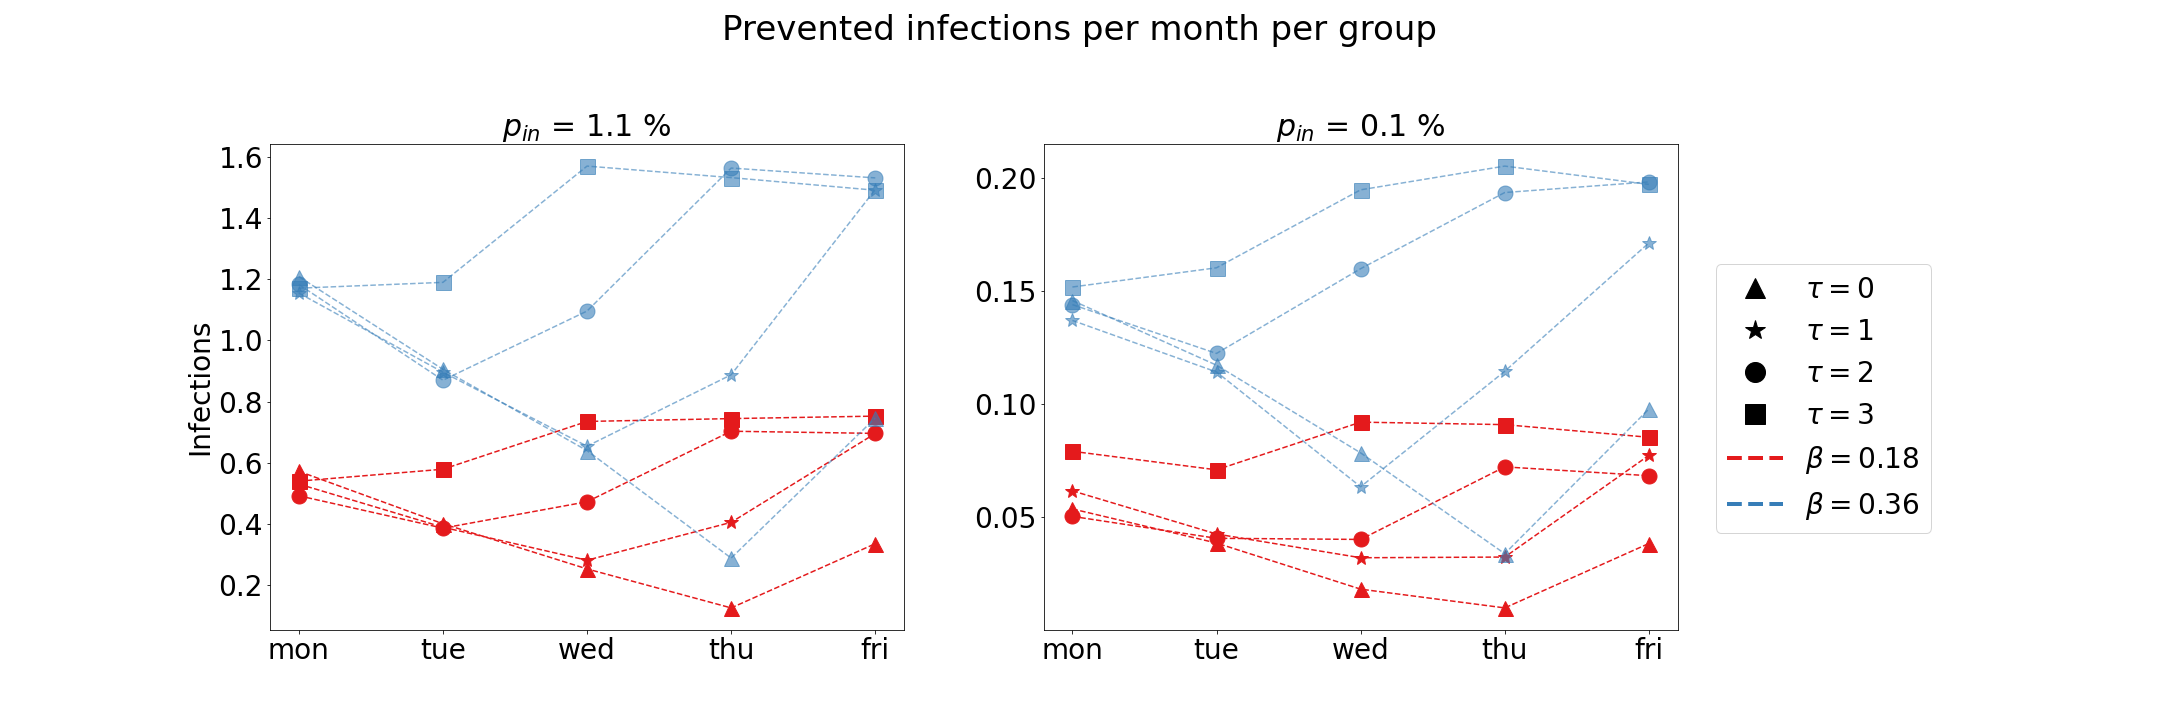 Prevented infections per month per group
p_in = 1.1 %
p_in = 0.1 %
Infections
1.6
1.4
1.2
1.0
0.8
0.6
0.4
0.2
mon tue wed thu fri
0.20
0.15
0.10
0.05
mon tue wed thu fri
τ = 0
τ = 1
τ = 2
τ = 3
β = 0.18
β = 0.36